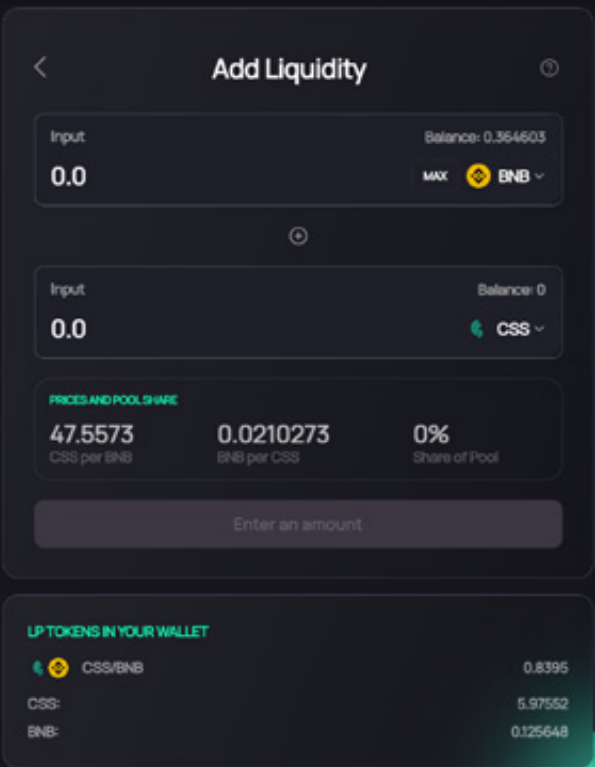 Add Liquidity
Input Balance: 0.364603
0.0 MAX BNB
Input Balance: 0
0.0 CSS
PRICES AND POOL SHARE
47.5573 0.0210273 0%
CSS per BNB BNB per CSS Share of Pool
Enter an amount
LP TOKENS IN YOUR WALLET
CSS/BNB 0.8395
CSS: 5.97552
BNB: 0.125648